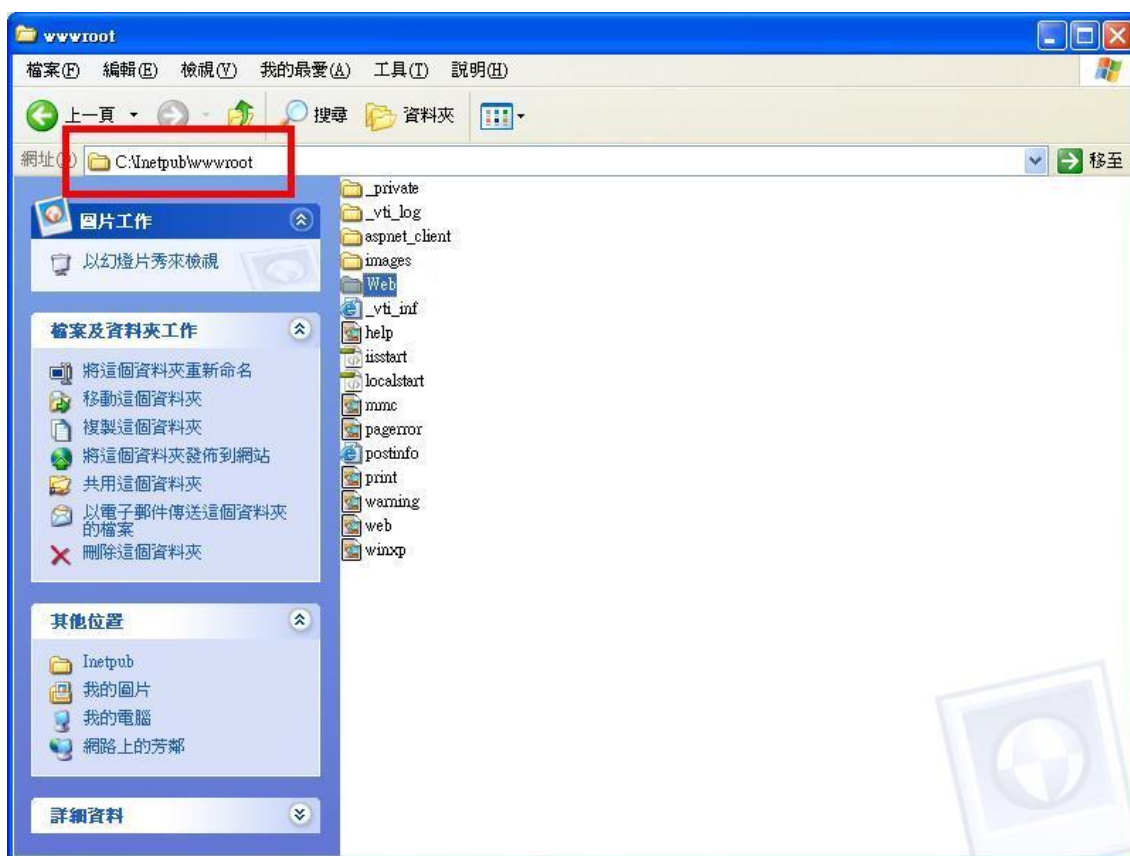 wwwroot
檔案(F) 編輯(E) 檢視(V) 我的最愛(A) 工具(T) 說明(H)
上一頁 搜尋 資料夾
網址 C:\Inetpub\wwwroot 移至
圖片工作
以幻燈片秀來檢視
檔案及資料夾工作
將這個資料夾重新命名
移動這個資料夾
複製這個資料夾
將這個資料夾發佈到網站
共用這個資料夾
以電子郵件傳送這個資料夾
的檔案
刪除這個資料夾
其他位置
Inetpub
我的圖片
我的電腦
網路上的芳鄰
詳細資料
_private
_vti_log
aspnet_client
images
Web
_vti_inf
help
iisstart
localstart
mmc
pagerror
postinfo
print
warning
web
winxp